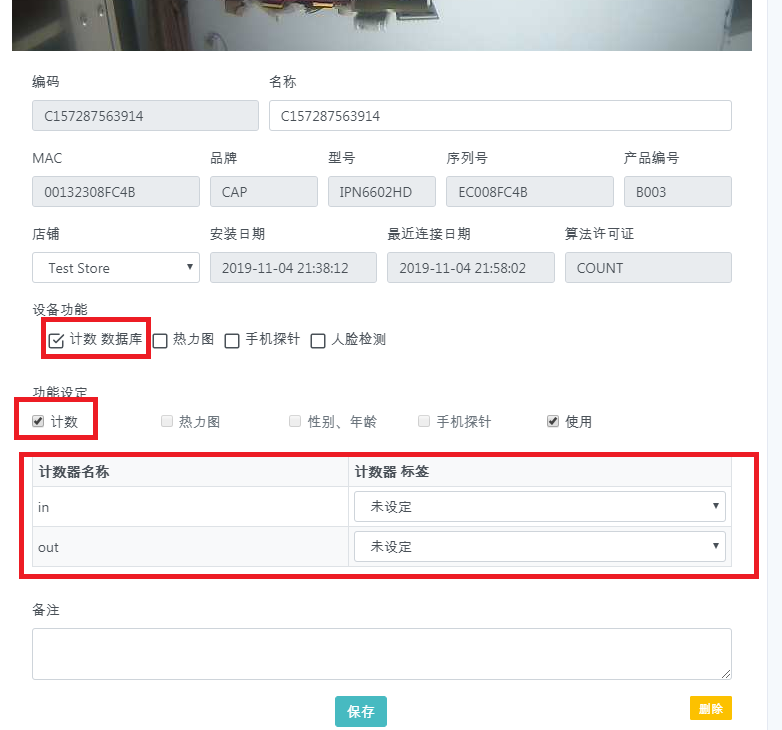 编码 名称
C157287563914 C157287563914
MAC 品牌 型号 序列号 产品编号
00132308FC4B CAP IPN6602HD EC008FC4B B003
店铺 安装日期 最近连接日期 算法许可证
Test Store 2019-11-04 21:38:12 2019-11-04 21:58:02 COUNT
设备功能
计数 数据库 热力图 手机探针 人脸检测
功能设定
计数 热力图 性别、年龄 手机探针 使用
计数器名称 计数器 标签
in 未设定
out 未设定
备注
保存 删除